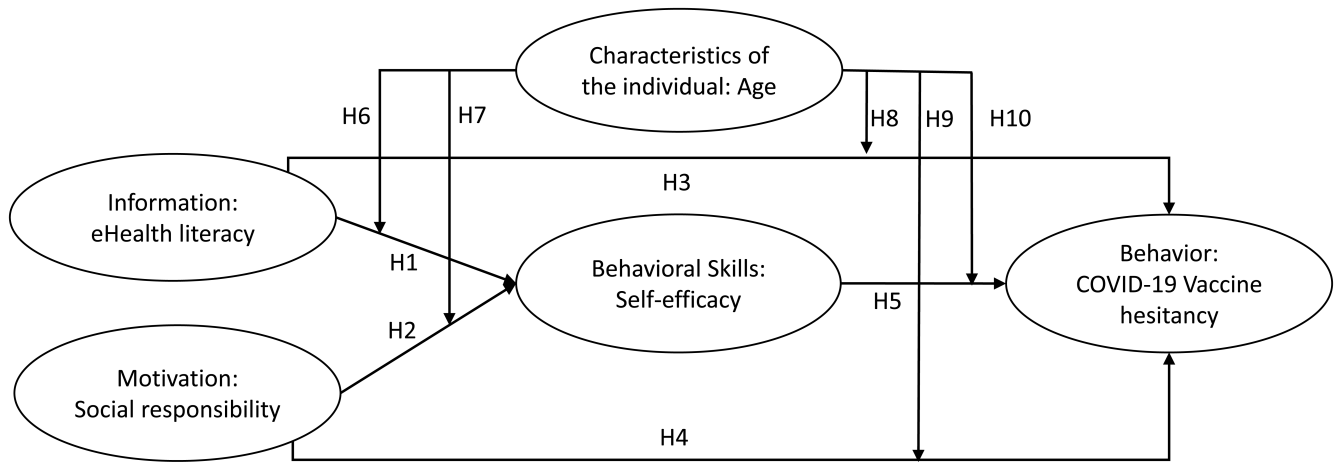 Characteristics of
the individual: Age
H6
H7
H8
H9
H10
H3
Information:
eHealth literacy
H1
Behavioral Skills:
Self-efficacy
H5
Behavior:
COVID-19 Vaccine
hesitancy
H2
Motivation:
Social responsibility
H4